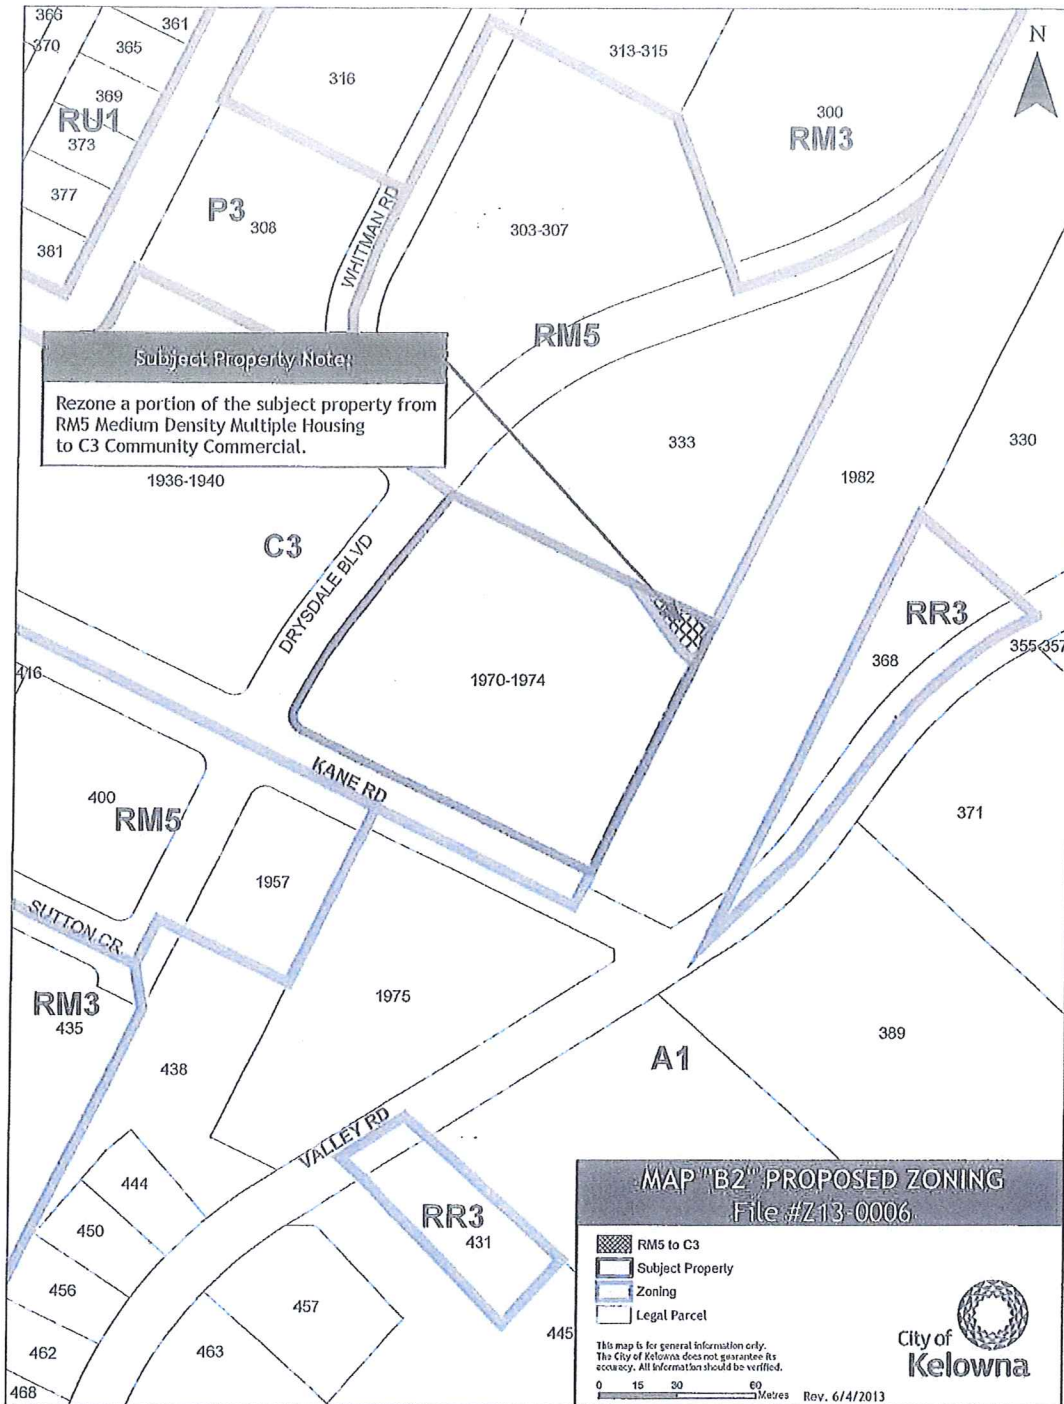 366
361
370
365
316
313-315
N
369
300
RU1
RM3
373
377
P3
308
WHITMAN RD
303-307
381
RM5
Subject Property Note:
Rezone a portion of the subject property from
RM5 Medium Density Multiple Housing
to C3 Community Commercial.
333
330
1982
1936-1940
C3
DRYSDALE BLVD
RR3
368
355-357
416
1970-1974
KANE RD
400
RM5
371
1957
SUTTON CR.
RM3
435
1975
389
438
A1
VALLEY RD
444
450
RR3
431
456
457
445
462
463
468
MAP "B2" PROPOSED ZONING
File #Z13-0006
RM5 to C3
Subject Property
Zoning
Legal Parcel
This map is for general information only.
The City of Kelowna does not guarantee its
accuracy. All information should be verified.
0 15 30 60
Metres
Rev. 6/4/2013
City of
Kelowna